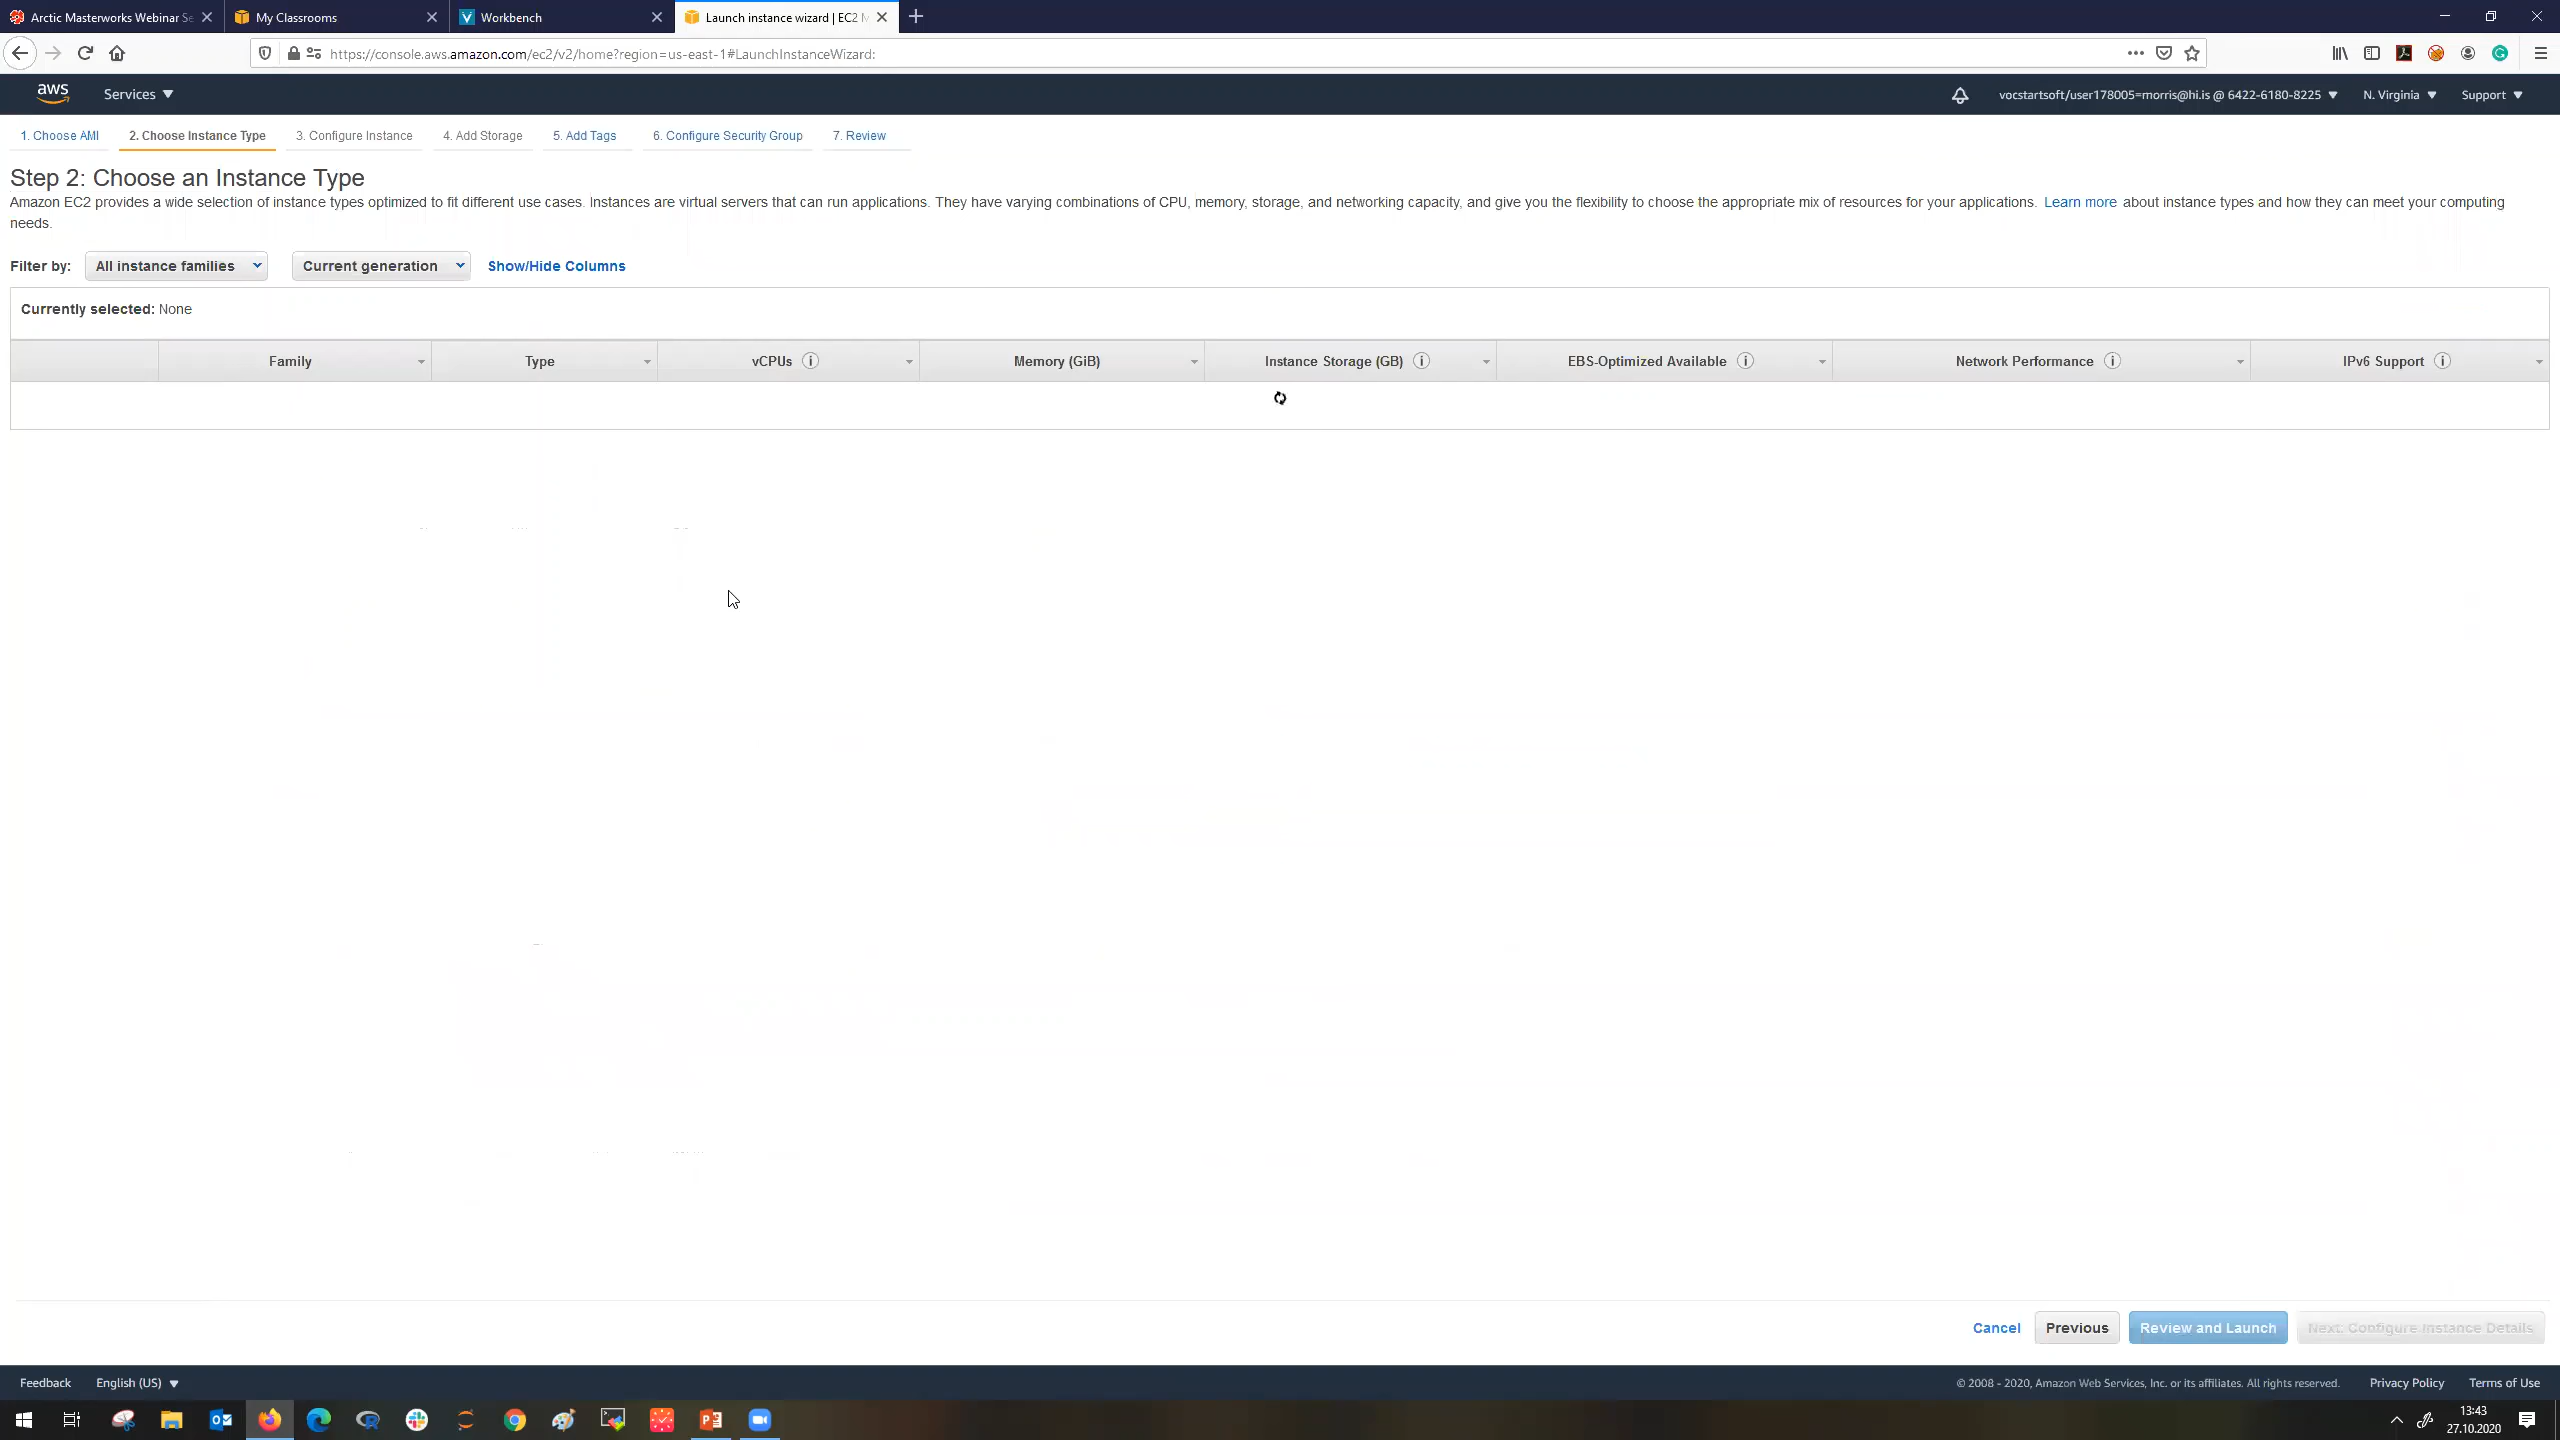 Arctic Masterworks Webinar Se
My Classrooms
Workbench
Launch instance wizard | EC2 M
https://console.aws.amazon.com/ec2/v2/home?region=us-east-1#LaunchInstanceWizard:
aws
Services
vocstartsoft/user178005=morris@hi.is @ 6422-6180-8225
N. Virginia
Support
1. Choose AMI
2. Choose Instance Type
3. Configure Instance
4. Add Storage
5. Add Tags
6. Configure Security Group
7. Review
Step 2: Choose an Instance Type
Amazon EC2 provides a wide selection of instance types optimized to fit different use cases. Instances are virtual servers that can run applications. They have varying combinations of CPU, memory, storage, and networking capacity, and give you the flexibility to choose the appropriate mix of resources for your applications. Learn more about instance types and how they can meet your computing
needs.
Filter by:
All instance families
Current generation
Show/Hide Columns
Currently selected: None
Family
Type
vCPUs
Memory (GiB)
Instance Storage (GB)
EBS-Optimized Available
Network Performance
IPv6 Support
Cancel
Previous
Review and Launch
Next: Configure Instance Details
Feedback
English (US)
© 2008 - 2020, Amazon Web Services, Inc. or its affiliates. All rights reserved.
Privacy Policy
Terms of Use
13:43
27.10.2020